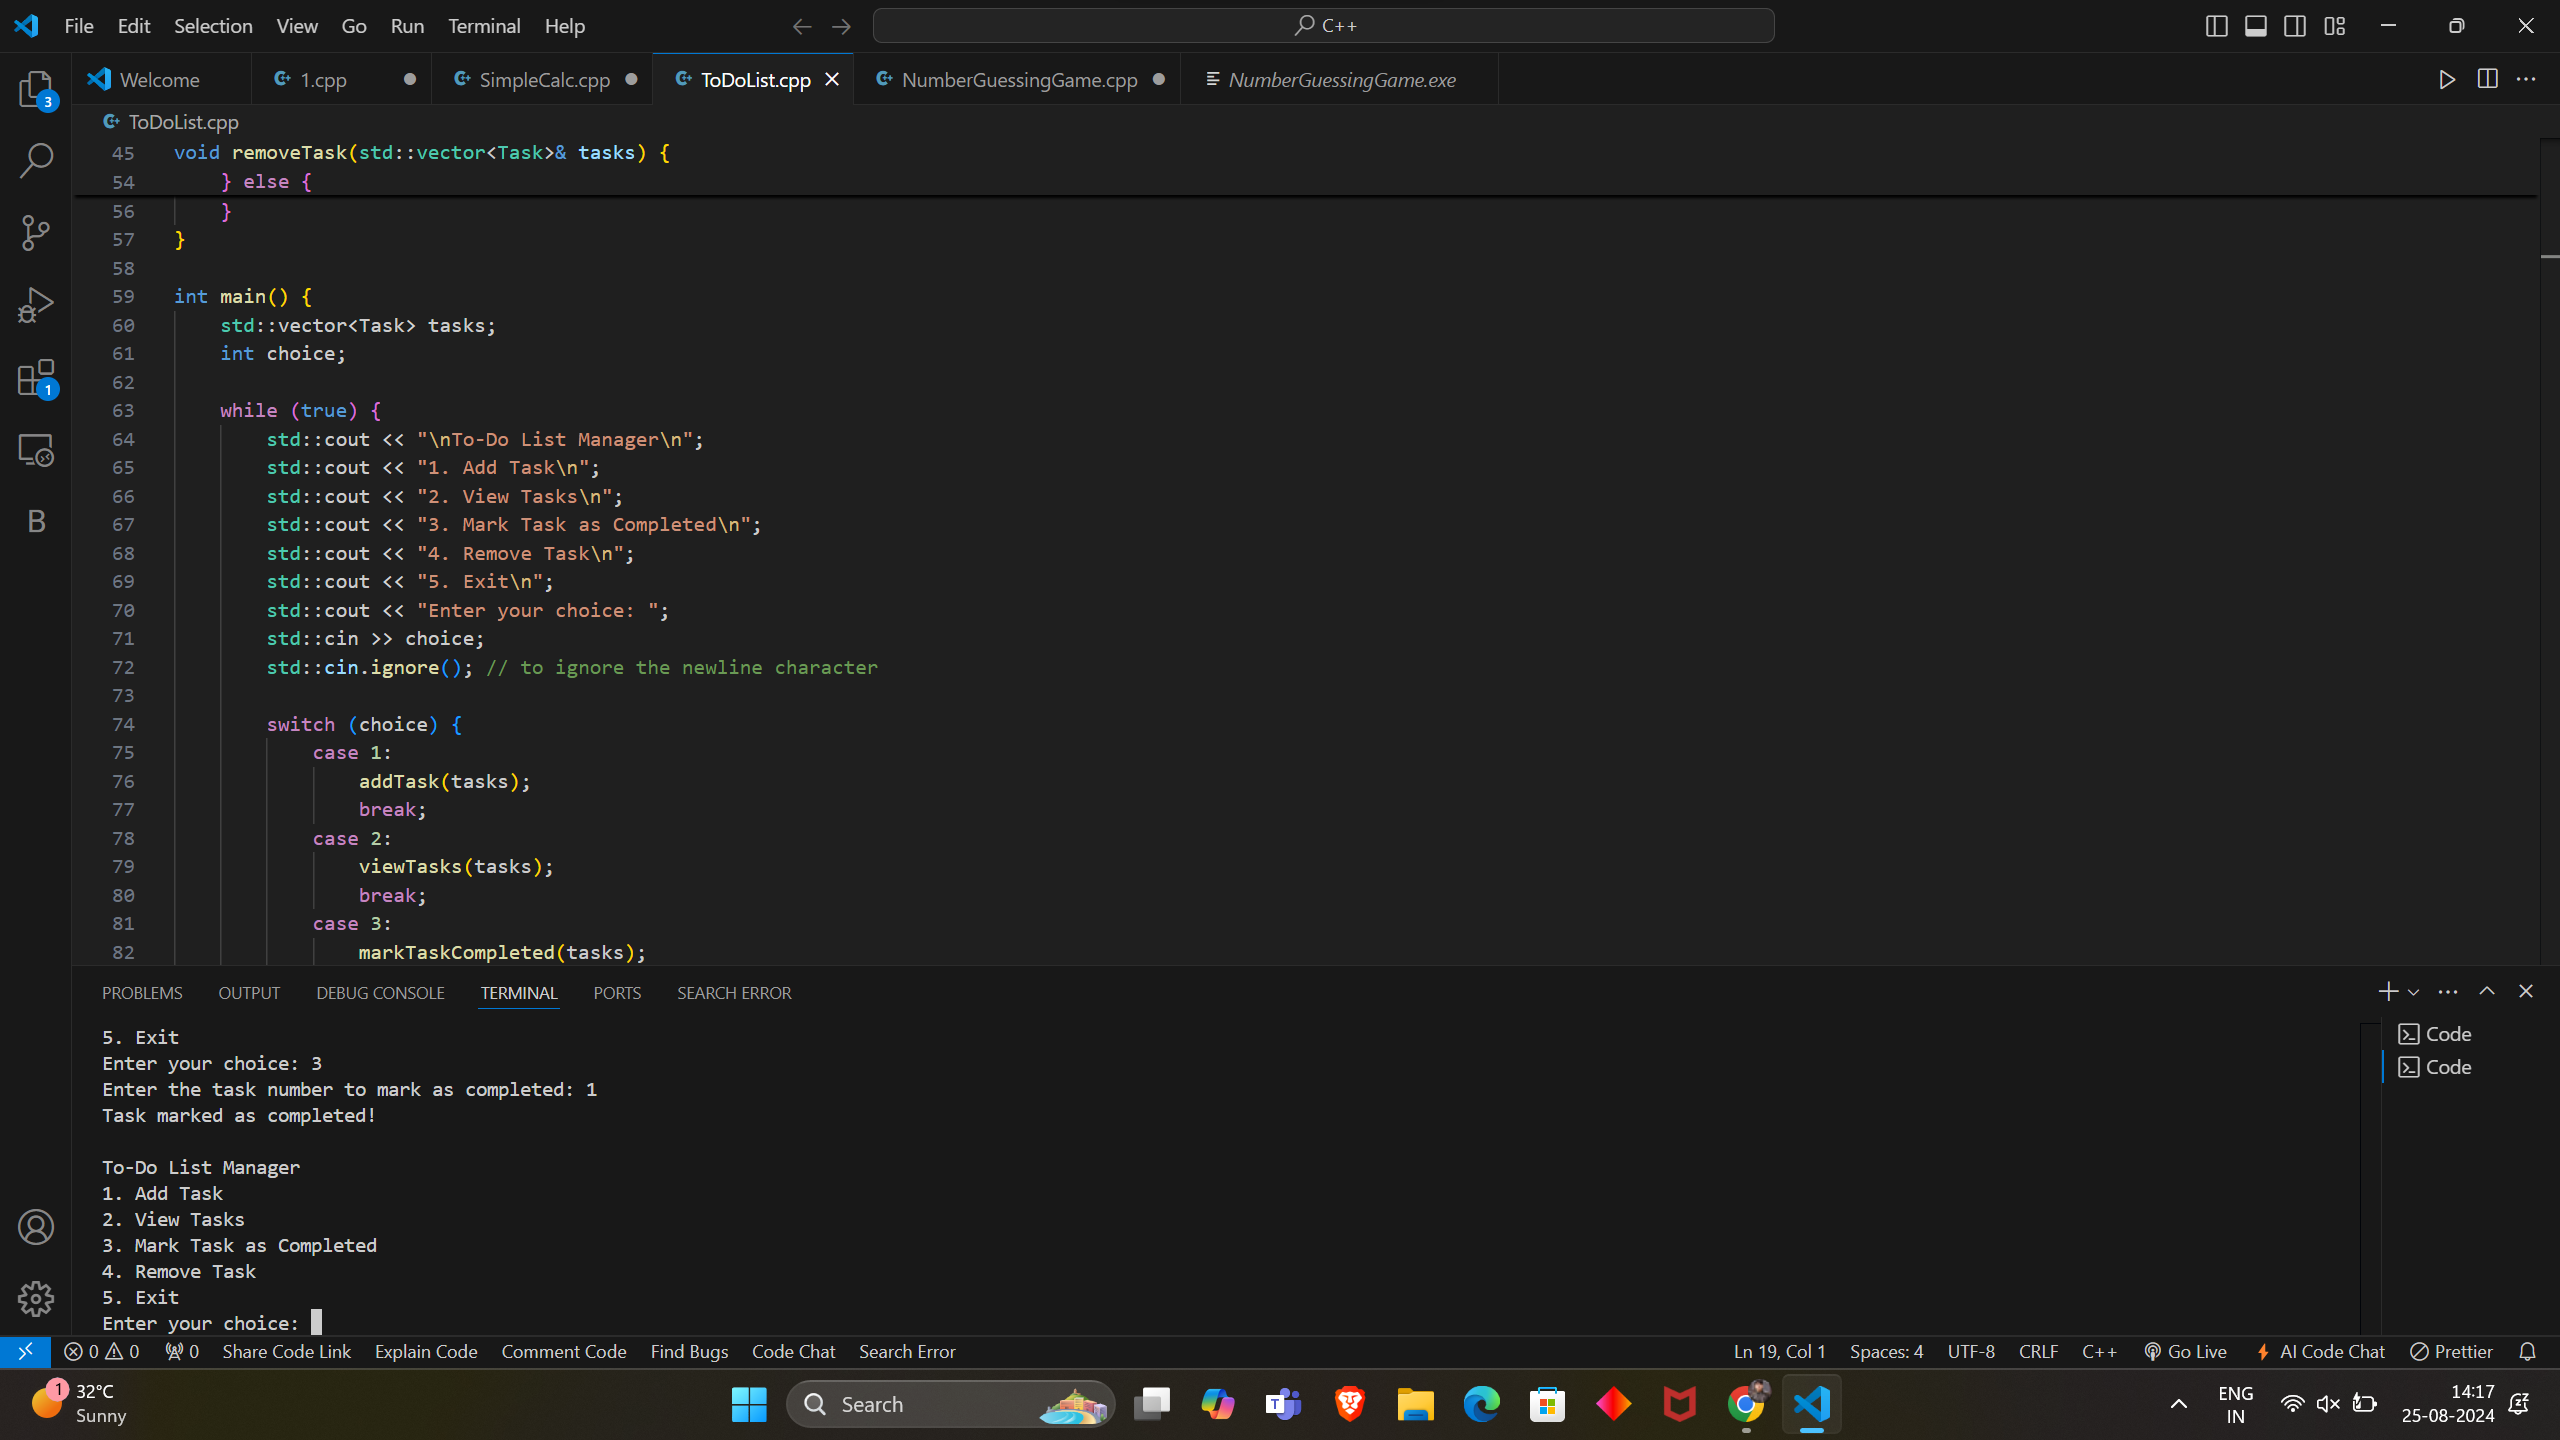 File Edit Selection View Go Run Terminal Help
C++
Welcome
1.cpp
SimpleCalc.cpp
ToDoList.cpp
NumberGuessingGame.cpp
NumberGuessingGame.exe
ToDoList.cpp
45 void removeTask(std::vector<Task>& tasks) {
54 } else {
56 }
57 }
58
59 int main() {
60 std::vector<Task> tasks;
61 int choice;
62
63 while (true) {
64 std::cout << "\nTo-Do List Manager\n";
65 std::cout << "1. Add Task\n";
66 std::cout << "2. View Tasks\n";
67 std::cout << "3. Mark Task as Completed\n";
68 std::cout << "4. Remove Task\n";
69 std::cout << "5. Exit\n";
70 std::cout << "Enter your choice: ";
71 std::cin >> choice;
72 std::cin.ignore(); // to ignore the newline character
73
74 switch (choice) {
75 case 1:
76 addTask(tasks);
77 break;
78 case 2:
79 viewTasks(tasks);
80 break;
81 case 3:
82 markTaskCompleted(tasks);
3
1
B
PROBLEMS OUTPUT DEBUG CONSOLE TERMINAL PORTS SEARCH ERROR
5. Exit
Enter your choice: 3
Enter the task number to mark as completed: 1
Task marked as completed!

To-Do List Manager
1. Add Task
2. View Tasks
3. Mark Task as Completed
4. Remove Task
5. Exit
Enter your choice:
Code
Code
0 0 0 Share Code Link Explain Code Comment Code Find Bugs Code Chat Search Error Ln 19, Col 1 Spaces: 4 UTF-8 CRLF C++ Go Live AI Code Chat Prettier
1
32°C
Sunny
Search
ENG
IN
14:17
25-08-2024